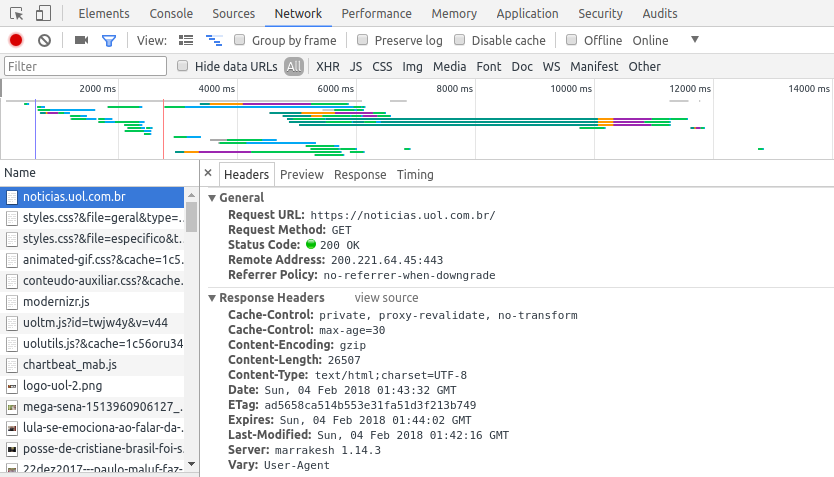 Elements Console Sources Network Performance Memory Application Security Audits
View: Group by frame Preserve log Disable cache Offline Online
Filter Hide data URLs All XHR JS CSS Img Media Font Doc WS Manifest Other
2000 ms 4000 ms 6000 ms 8000 ms 10000 ms 12000 ms 14000 ms
Name
noticias.uol.com.br
styles.css?&file=geral&type=...
styles.css?&file=especifico&t...
animated-gif.css?&cache=1c5...
conteudo-auxiliar.css?&cache...
modernizr.js
uoltm.js?id=twjw4y&v=v44
uolutils.js?&cache=1c56oru34
chartbeat_mab.js
logo-uol-2.png
mega-sena-1513960906127_...
lula-se-emociona-ao-falar-da-...
posse-de-cristiane-brasil-foi-s...
22dez2017---paulo-maluf-faz-...
× Headers Preview Response Timing
General
Request URL: https://noticias.uol.com.br/
Request Method: GET
Status Code: 200 OK
Remote Address: 200.221.64.45:443
Referrer Policy: no-referrer-when-downgrade
Response Headers view source
Cache-Control: private, proxy-revalidate, no-transform
Cache-Control: max-age=30
Content-Encoding: gzip
Content-Length: 26507
Content-Type: text/html;charset=UTF-8
Date: Sun, 04 Feb 2018 01:43:32 GMT
ETag: ad5658ca514b553e31fa51d3f213b749
Expires: Sun, 04 Feb 2018 01:44:02 GMT
Last-Modified: Sun, 04 Feb 2018 01:42:16 GMT
Server: marrakesh 1.14.3
Vary: User-Agent